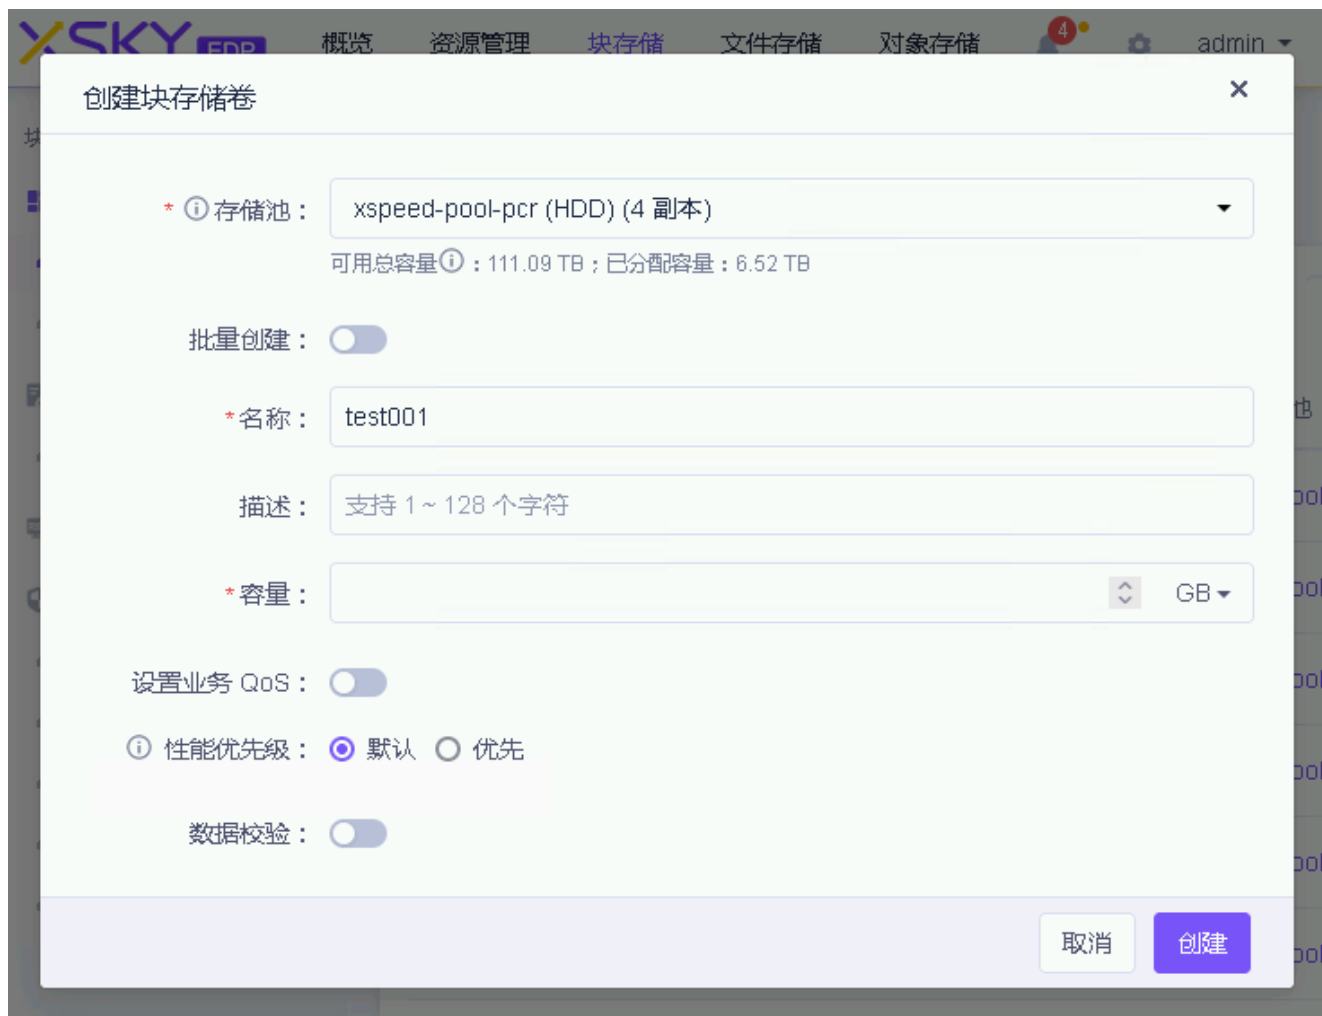 XSKY EDP 概览 资源管理 块存储 文件存储 对象存储 4 admin
创建块存储卷
* 存储池：xspeed-pool-pcr (HDD) (4 副本)
可用总容量：111.09 TB；已分配容量：6.52 TB
批量创建：
*名称：test001
描述：支持 1 ~ 128 个字符
*容量：GB
设置业务 QoS：
性能优先级：默认 优先
数据校验：
取消 创建